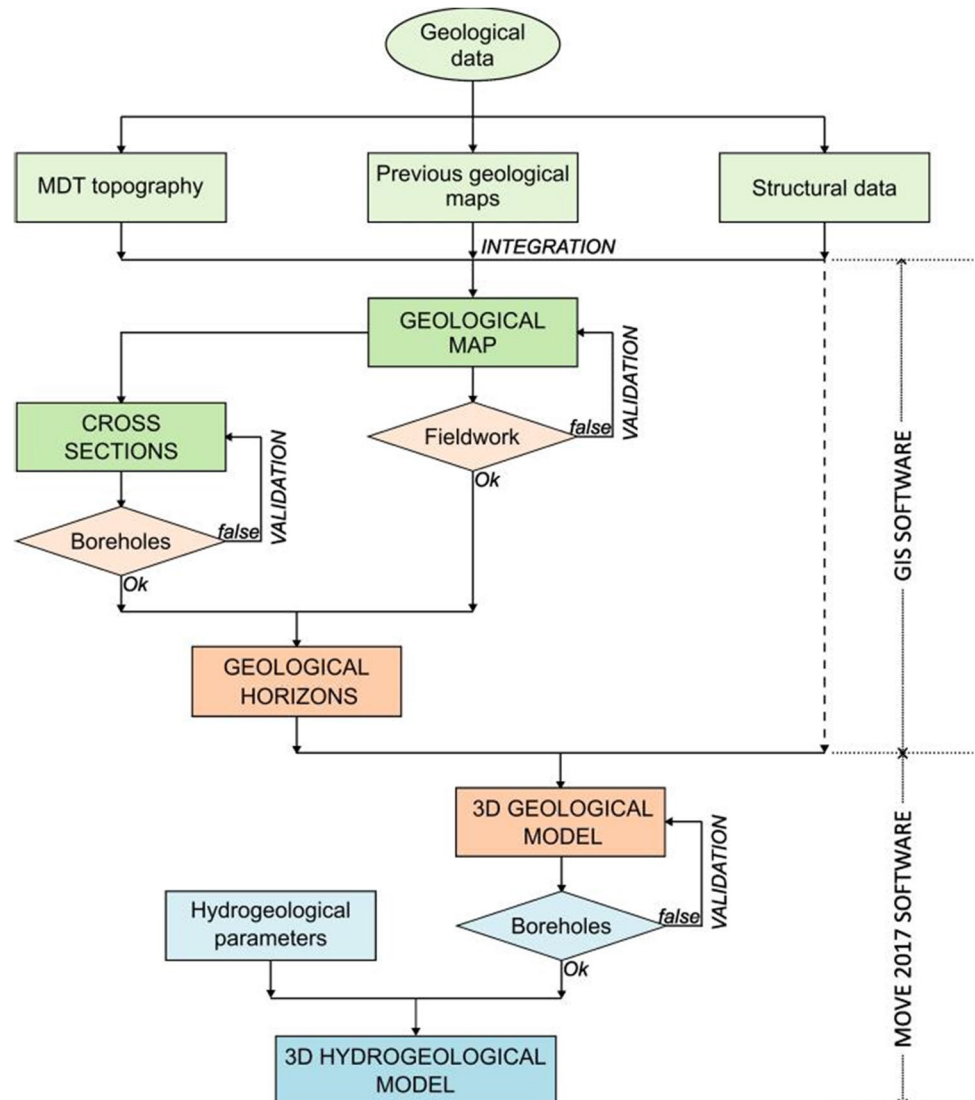 Geological
data
MDT topography
Previous geological
maps
Structural data
INTEGRATION
GEOLOGICAL
MAP
VALIDATION
CROSS
SECTIONS
Fieldwork
false
VALIDATION
Ok
Boreholes
false
Ok
GIS SOFTWARE
GEOLOGICAL
HORIZONS
3D GEOLOGICAL
MODEL
VALIDATION
Hydrogeological
parameters
Boreholes
false
Ok
MOVE 2017 SOFTWARE
3D HYDROGEOLOGICAL
MODEL